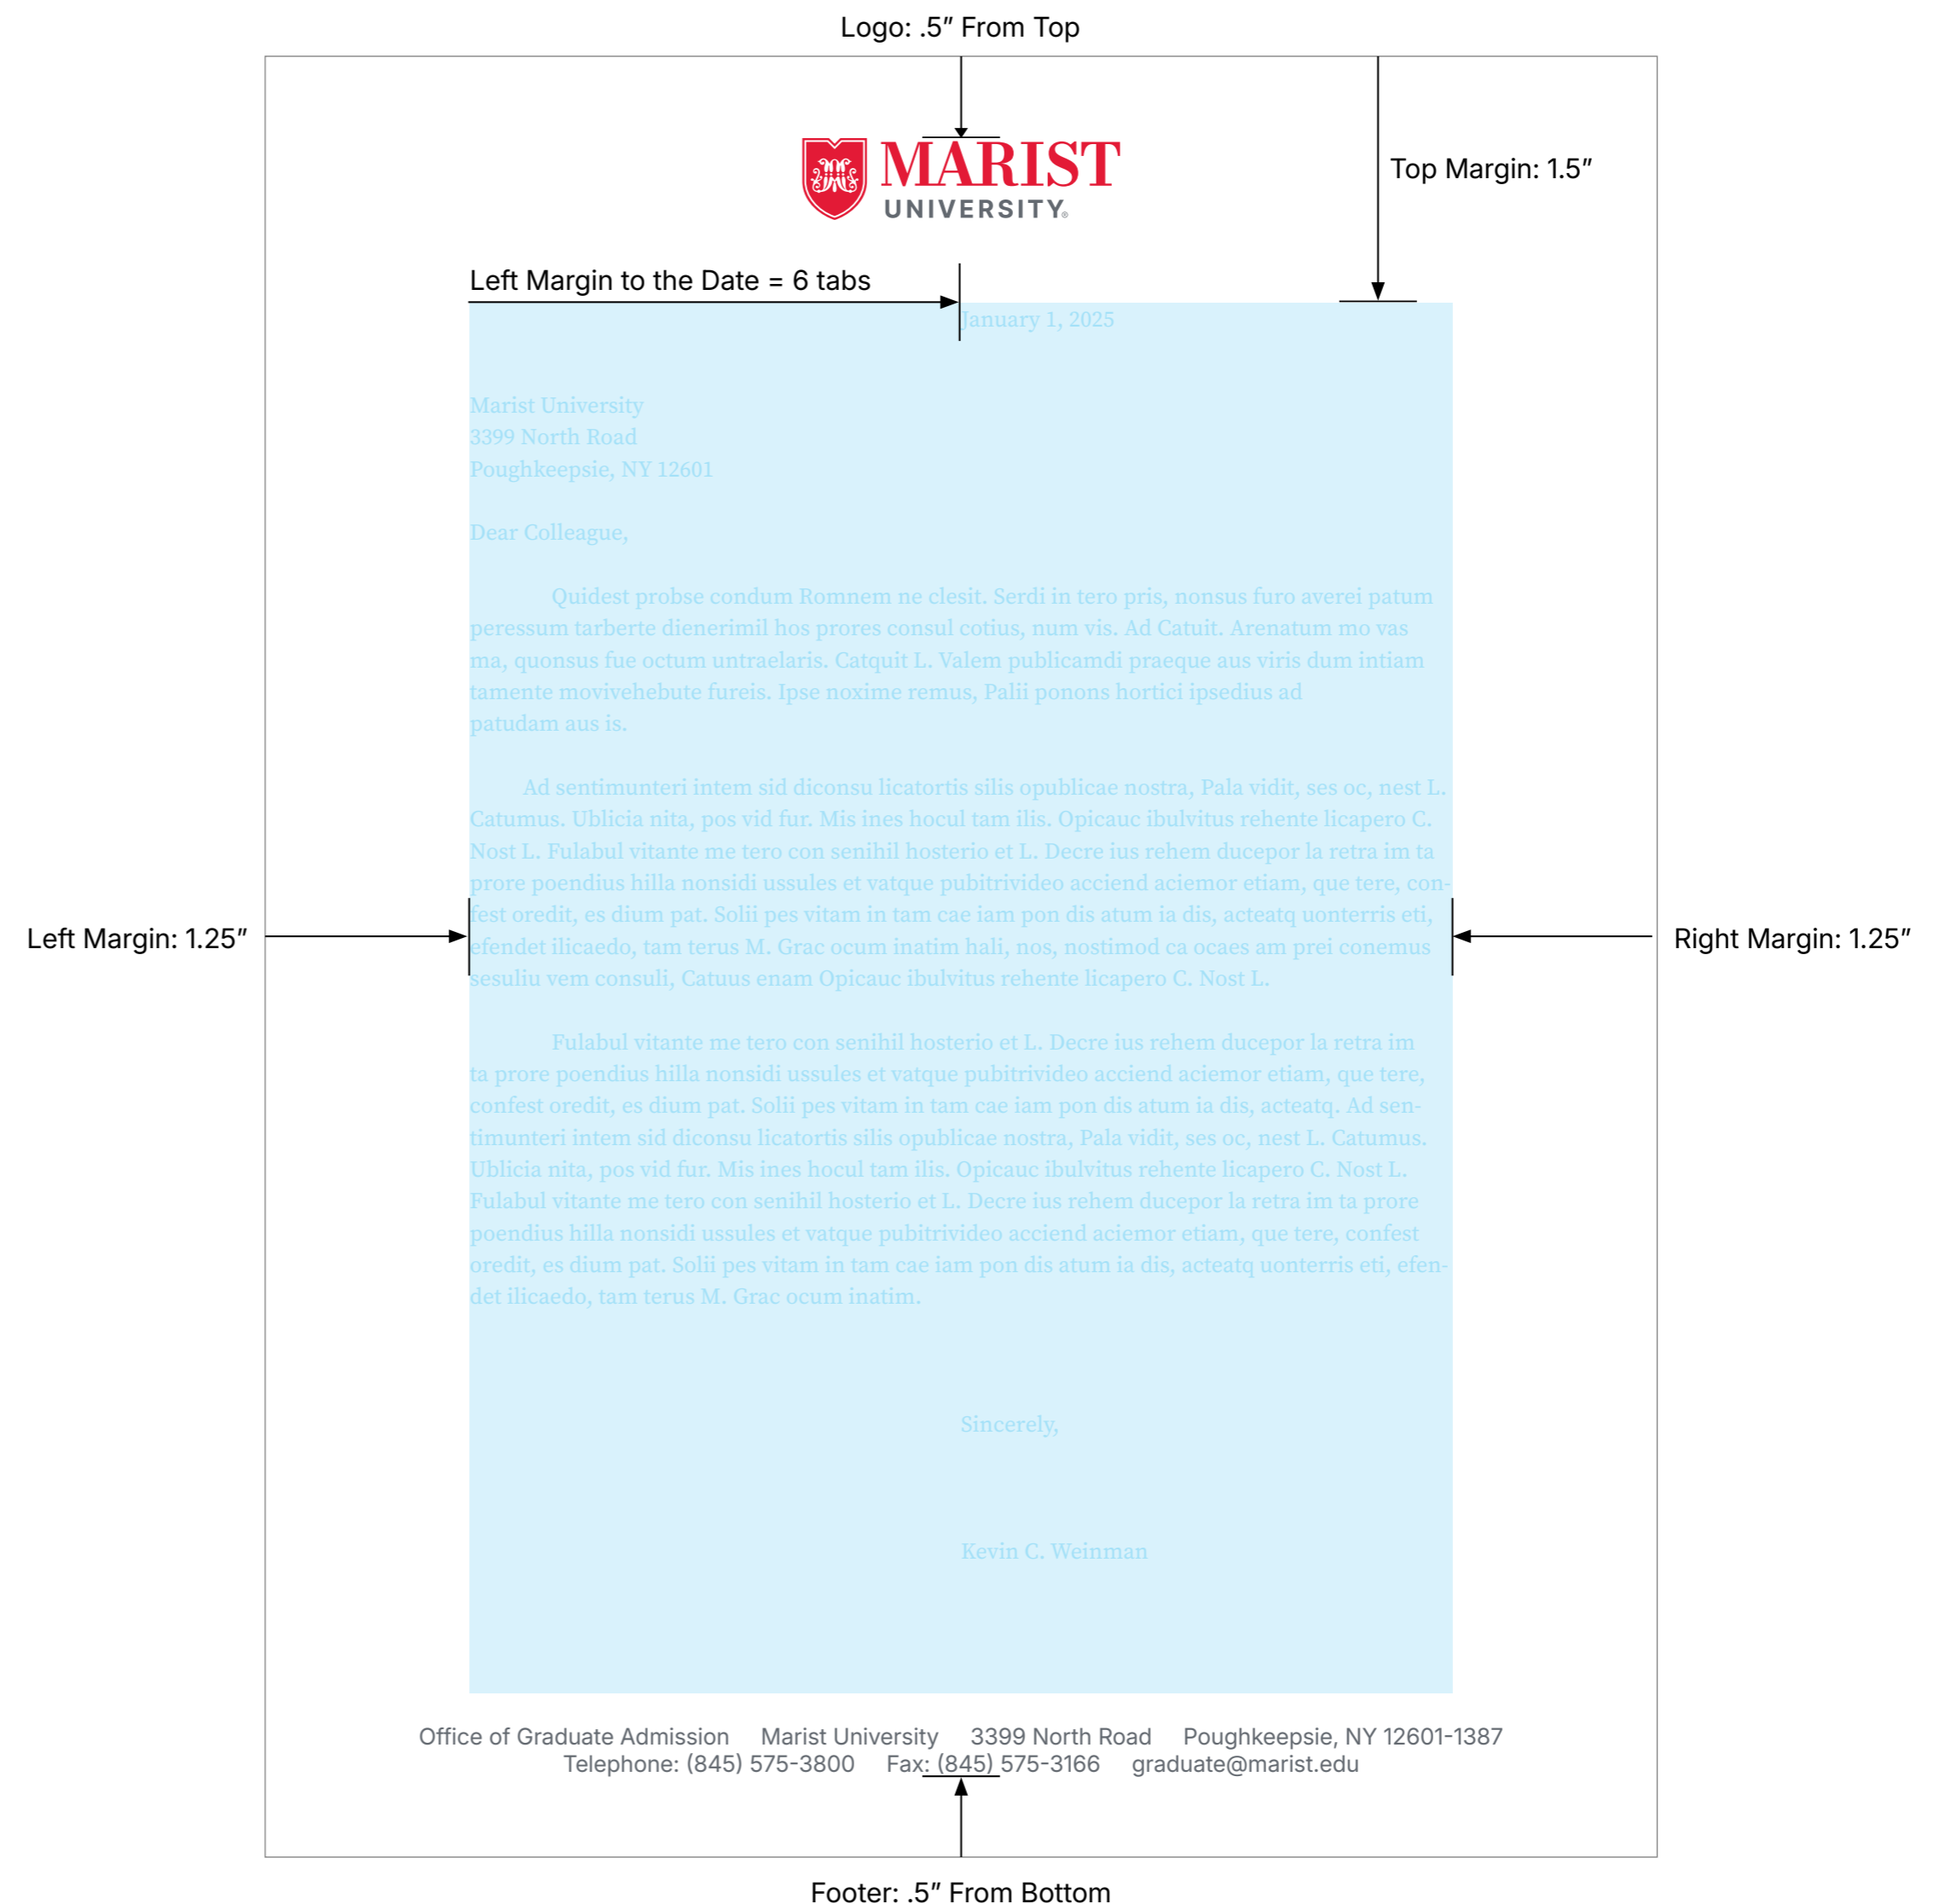 Logo: .5” From Top
MARIST
UNIVERSITY®
Top Margin: 1.5”
Left Margin to the Date = 6 tabs
January 1, 2025
Marist University
3399 North Road
Poughkeepsie, NY 12601
Dear Colleague,
Quidest probse condum Romnem ne clesit. Serdi in tero pris, nonsus furo averei patum
peressum tarberte dienerimil hos prores consul cotius, num vis. Ad Catuit. Arenatum mo vas
ma, quonsus fue octum untraelaris. Catquit L. Valem publicamdi praeque aus viris dum intiam
tamente movivehebute fureis. Ipse noxime remus, Palii ponons hortici ipsedius ad
patudam aus is.
Ad sentimunteri intem sid diconsu licatortis silis opublicae nostra, Pala vidit, ses oc, nest L.
Catumus. Ublicia nita, pos vid fur. Mis ines hocul tam ilis. Opicauc ibulvitus rehente licapero C.
Nost L. Fulabul vitante me tero con senihil hosterio et L. Decre ius rehem ducepor la retra im ta
prore poendius hilla nonsidi ussules et vatque pubitrivideo acciend aciemor etiam, que tere, con-
fest oredit, es dium pat. Solii pes vitam in tam cae iam pon dis atum ia dis, acteatq uonterris eti,
Left Margin: 1.25”
Right Margin: 1.25”
efendet ilicaedo, tam terus M. Grac ocum inatim hali, nos, nostimod ca ocaes am prei conemus
sesuliu vem consuli, Catuus enam Opicauc ibulvitus rehente licapero C. Nost L.
Fulabul vitante me tero con senihil hosterio et L. Decre ius rehem ducepor la retra im
ta prore poendius hilla nonsidi ussules et vatque pubitrivideo acciend aciemor etiam, que tere,
confest oredit, es dium pat. Solii pes vitam in tam cae iam pon dis atum ia dis, acteatq. Ad sen-
timunteri intem sid diconsu licatortis silis opublicae nostra, Pala vidit, ses oc, nest L. Catumus.
Ublicia nita, pos vid fur. Mis ines hocul tam ilis. Opicauc ibulvitus rehente licapero C. Nost L.
Fulabul vitante me tero con senihil hosterio et L. Decre ius rehem ducepor la retra im ta prore
poendius hilla nonsidi ussules et vatque pubitrivideo acciend aciemor etiam, que tere, confest
oredit, es dium pat. Solii pes vitam in tam cae iam pon dis atum ia dis, acteatq uonterris eti, efen-
det ilicaedo, tam terus M. Grac ocum inatim.
Sincerely,
Kevin C. Weinman
Office of Graduate Admission Marist University 3399 North Road Poughkeepsie, NY 12601-1387
Telephone: (845) 575-3800 Fax: (845) 575-3166 graduate@marist.edu
Footer: .5” From Bottom